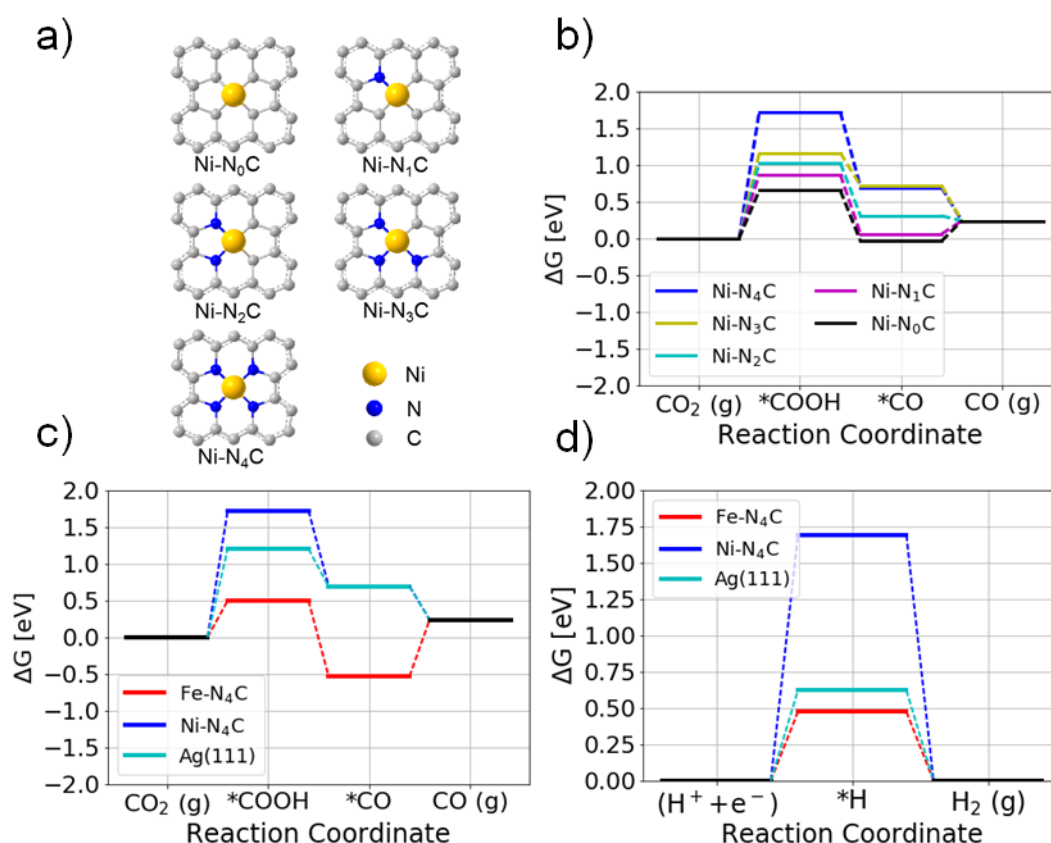 a)
Ni-N₀C
Ni-N₁C
Ni-N₂C
Ni-N₃C
Ni-N₄C
Ni
N
C
b)
2.0
1.5
1.0
0.5
0.0
−0.5
−1.0
−1.5
−2.0
ΔG [eV]
Ni-N₄C
Ni-N₃C
Ni-N₂C
Ni-N₁C
Ni-N₀C
CO₂ (g) *COOH *CO CO (g)
Reaction Coordinate
c)
2.0
1.5
1.0
0.5
0.0
−0.5
−1.0
−1.5
−2.0
ΔG [eV]
Fe-N₄C
Ni-N₄C
Ag(111)
CO₂ (g) *COOH *CO CO (g)
Reaction Coordinate
d)
2.00
1.75
1.50
1.25
1.00
0.75
0.50
0.25
0.00
ΔG [eV]
Fe-N₄C
Ni-N₄C
Ag(111)
(H⁺+e⁻) *H H₂ (g)
Reaction Coordinate